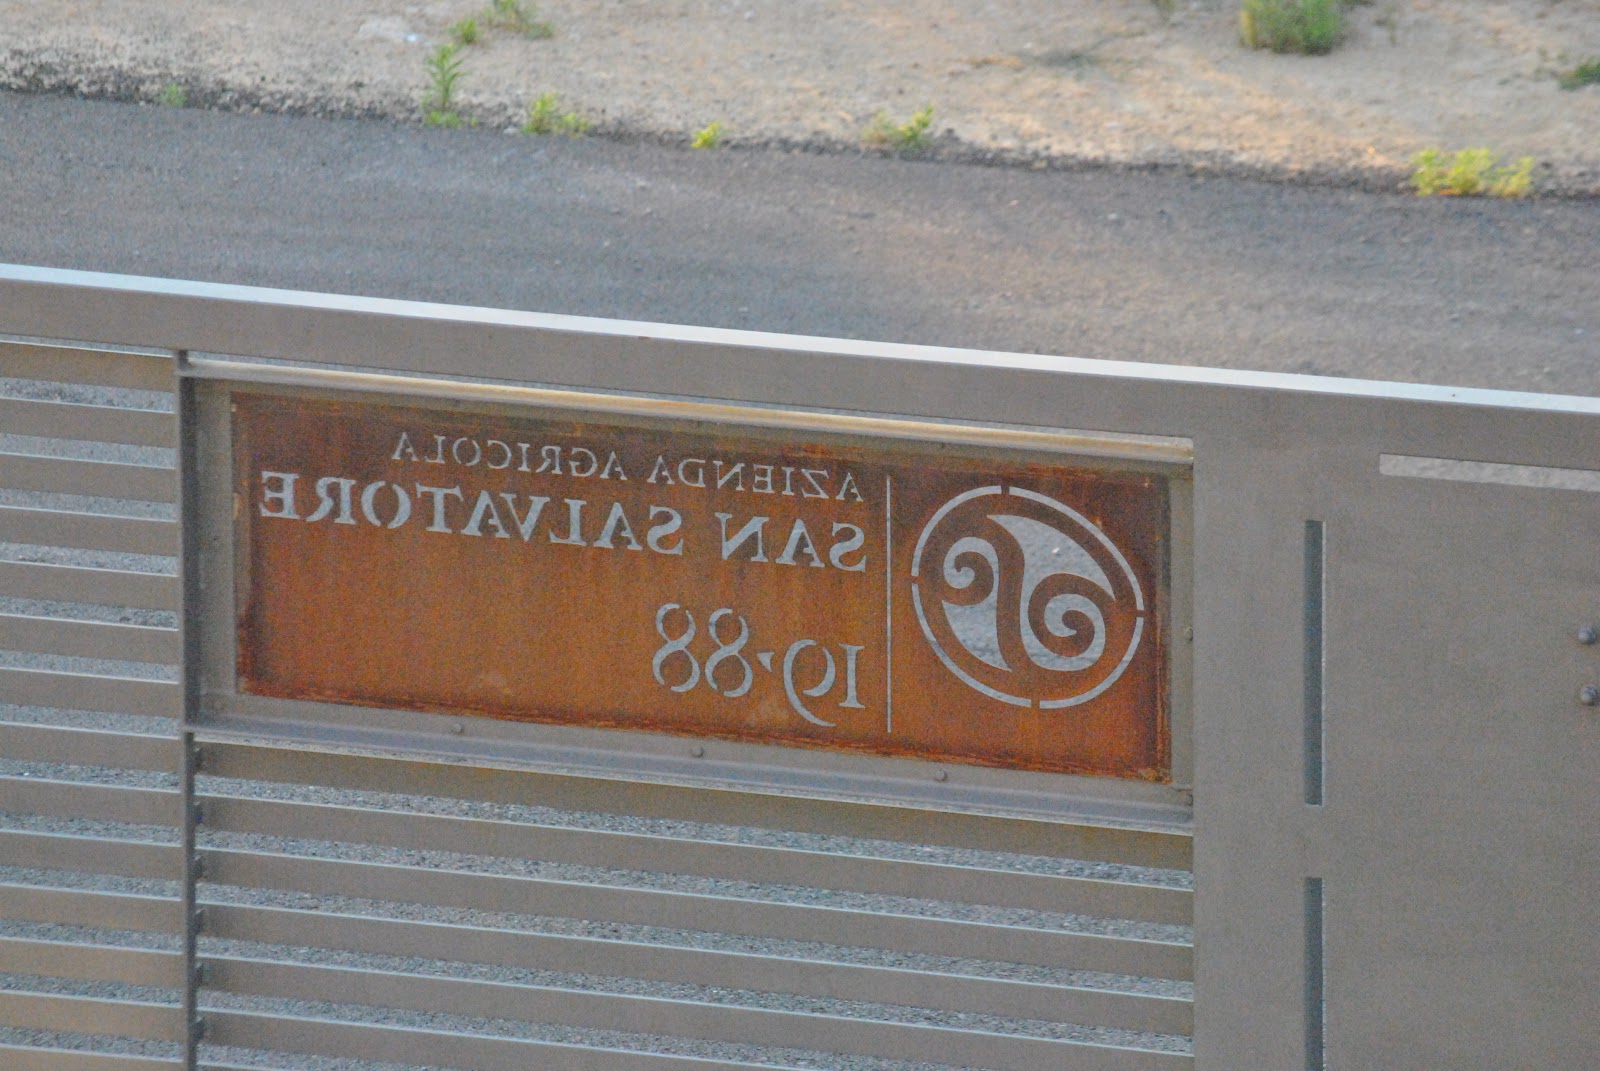 AZIENDA AGRICOLA
SAN SALVATORE
19·88